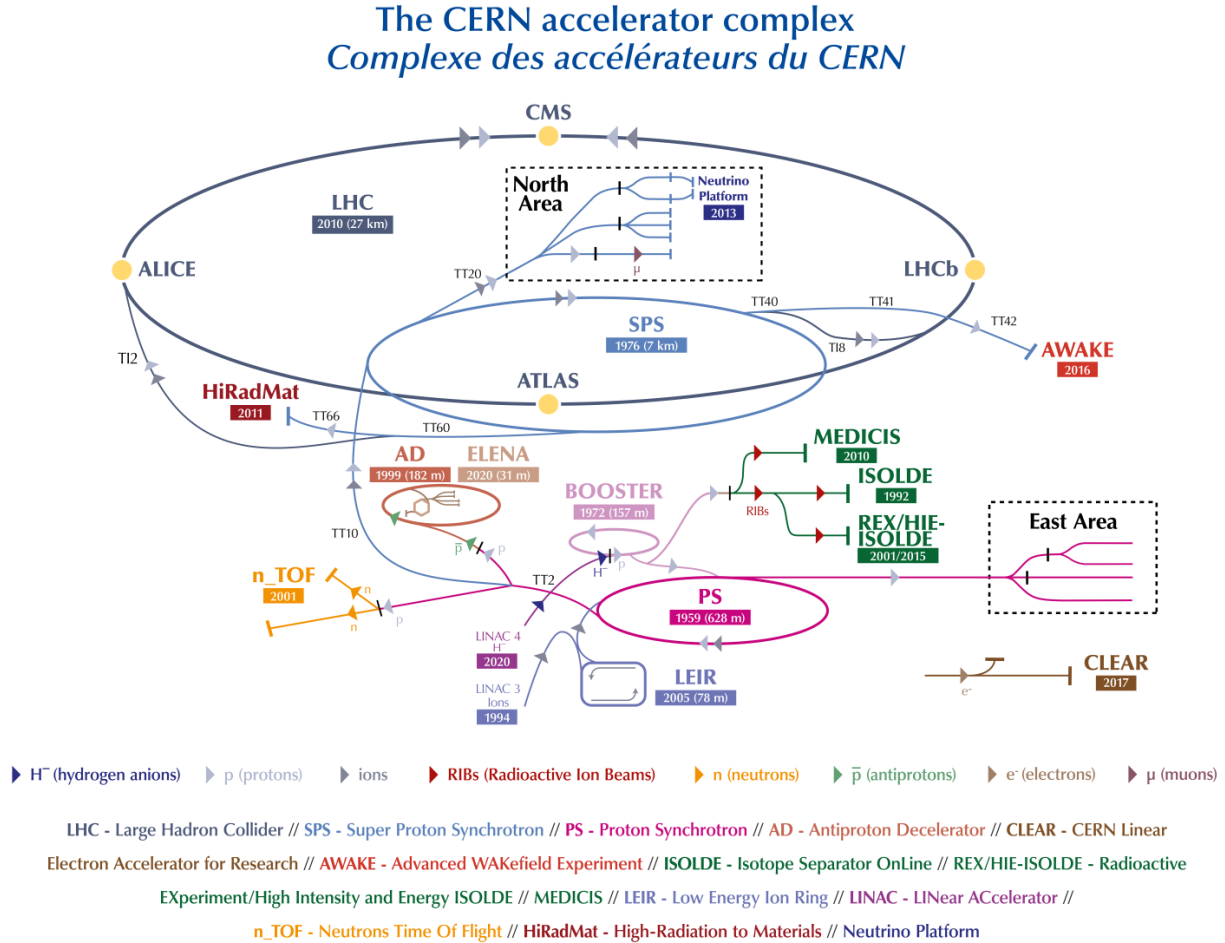 The CERN accelerator complex
Complexe des accélérateurs du CERN
CMS
North
Area
Neutrino
Platform
2013
LHC
2010 (27 km)
ALICE
LHCb
μ
TT20
TT40
TT41
TT42
SPS
1976 (7 km)
TI8
AWAKE
2016
TI2
ATLAS
HiRadMat
2011
TT66
TT60
MEDICIS
2010
AD
1999 (182 m)
ELENA
2020 (31 m)
ISOLDE
1992
BOOSTER
1972 (157 m)
RIBs
REX/HIE-
ISOLDE
2001/2015
East Area
TT10
p̅
p
H⁻
p
n_TOF
2001
n
n
p
TT2
PS
1959 (628 m)
LINAC 4
H⁻
2020
LINAC 3
Ions
1994
LEIR
2005 (78 m)
CLEAR
2017
e-
H⁻ (hydrogen anions)
p (protons)
ions
RIBs (Radioactive Ion Beams)
n (neutrons)
p̅ (antiprotons)
e- (electrons)
μ (muons)
LHC - Large Hadron Collider // SPS - Super Proton Synchrotron // PS - Proton Synchrotron // AD - Antiproton Decelerator // CLEAR - CERN Linear
Electron Accelerator for Research // AWAKE - Advanced WAKefield Experiment // ISOLDE - Isotope Separator OnLine // REX/HIE-ISOLDE - Radioactive
EXperiment/High Intensity and Energy ISOLDE // MEDICIS // LEIR - Low Energy Ion Ring // LINAC - LINear ACcelerator //
n_TOF - Neutrons Time Of Flight // HiRadMat - High-Radiation to Materials // Neutrino Platform